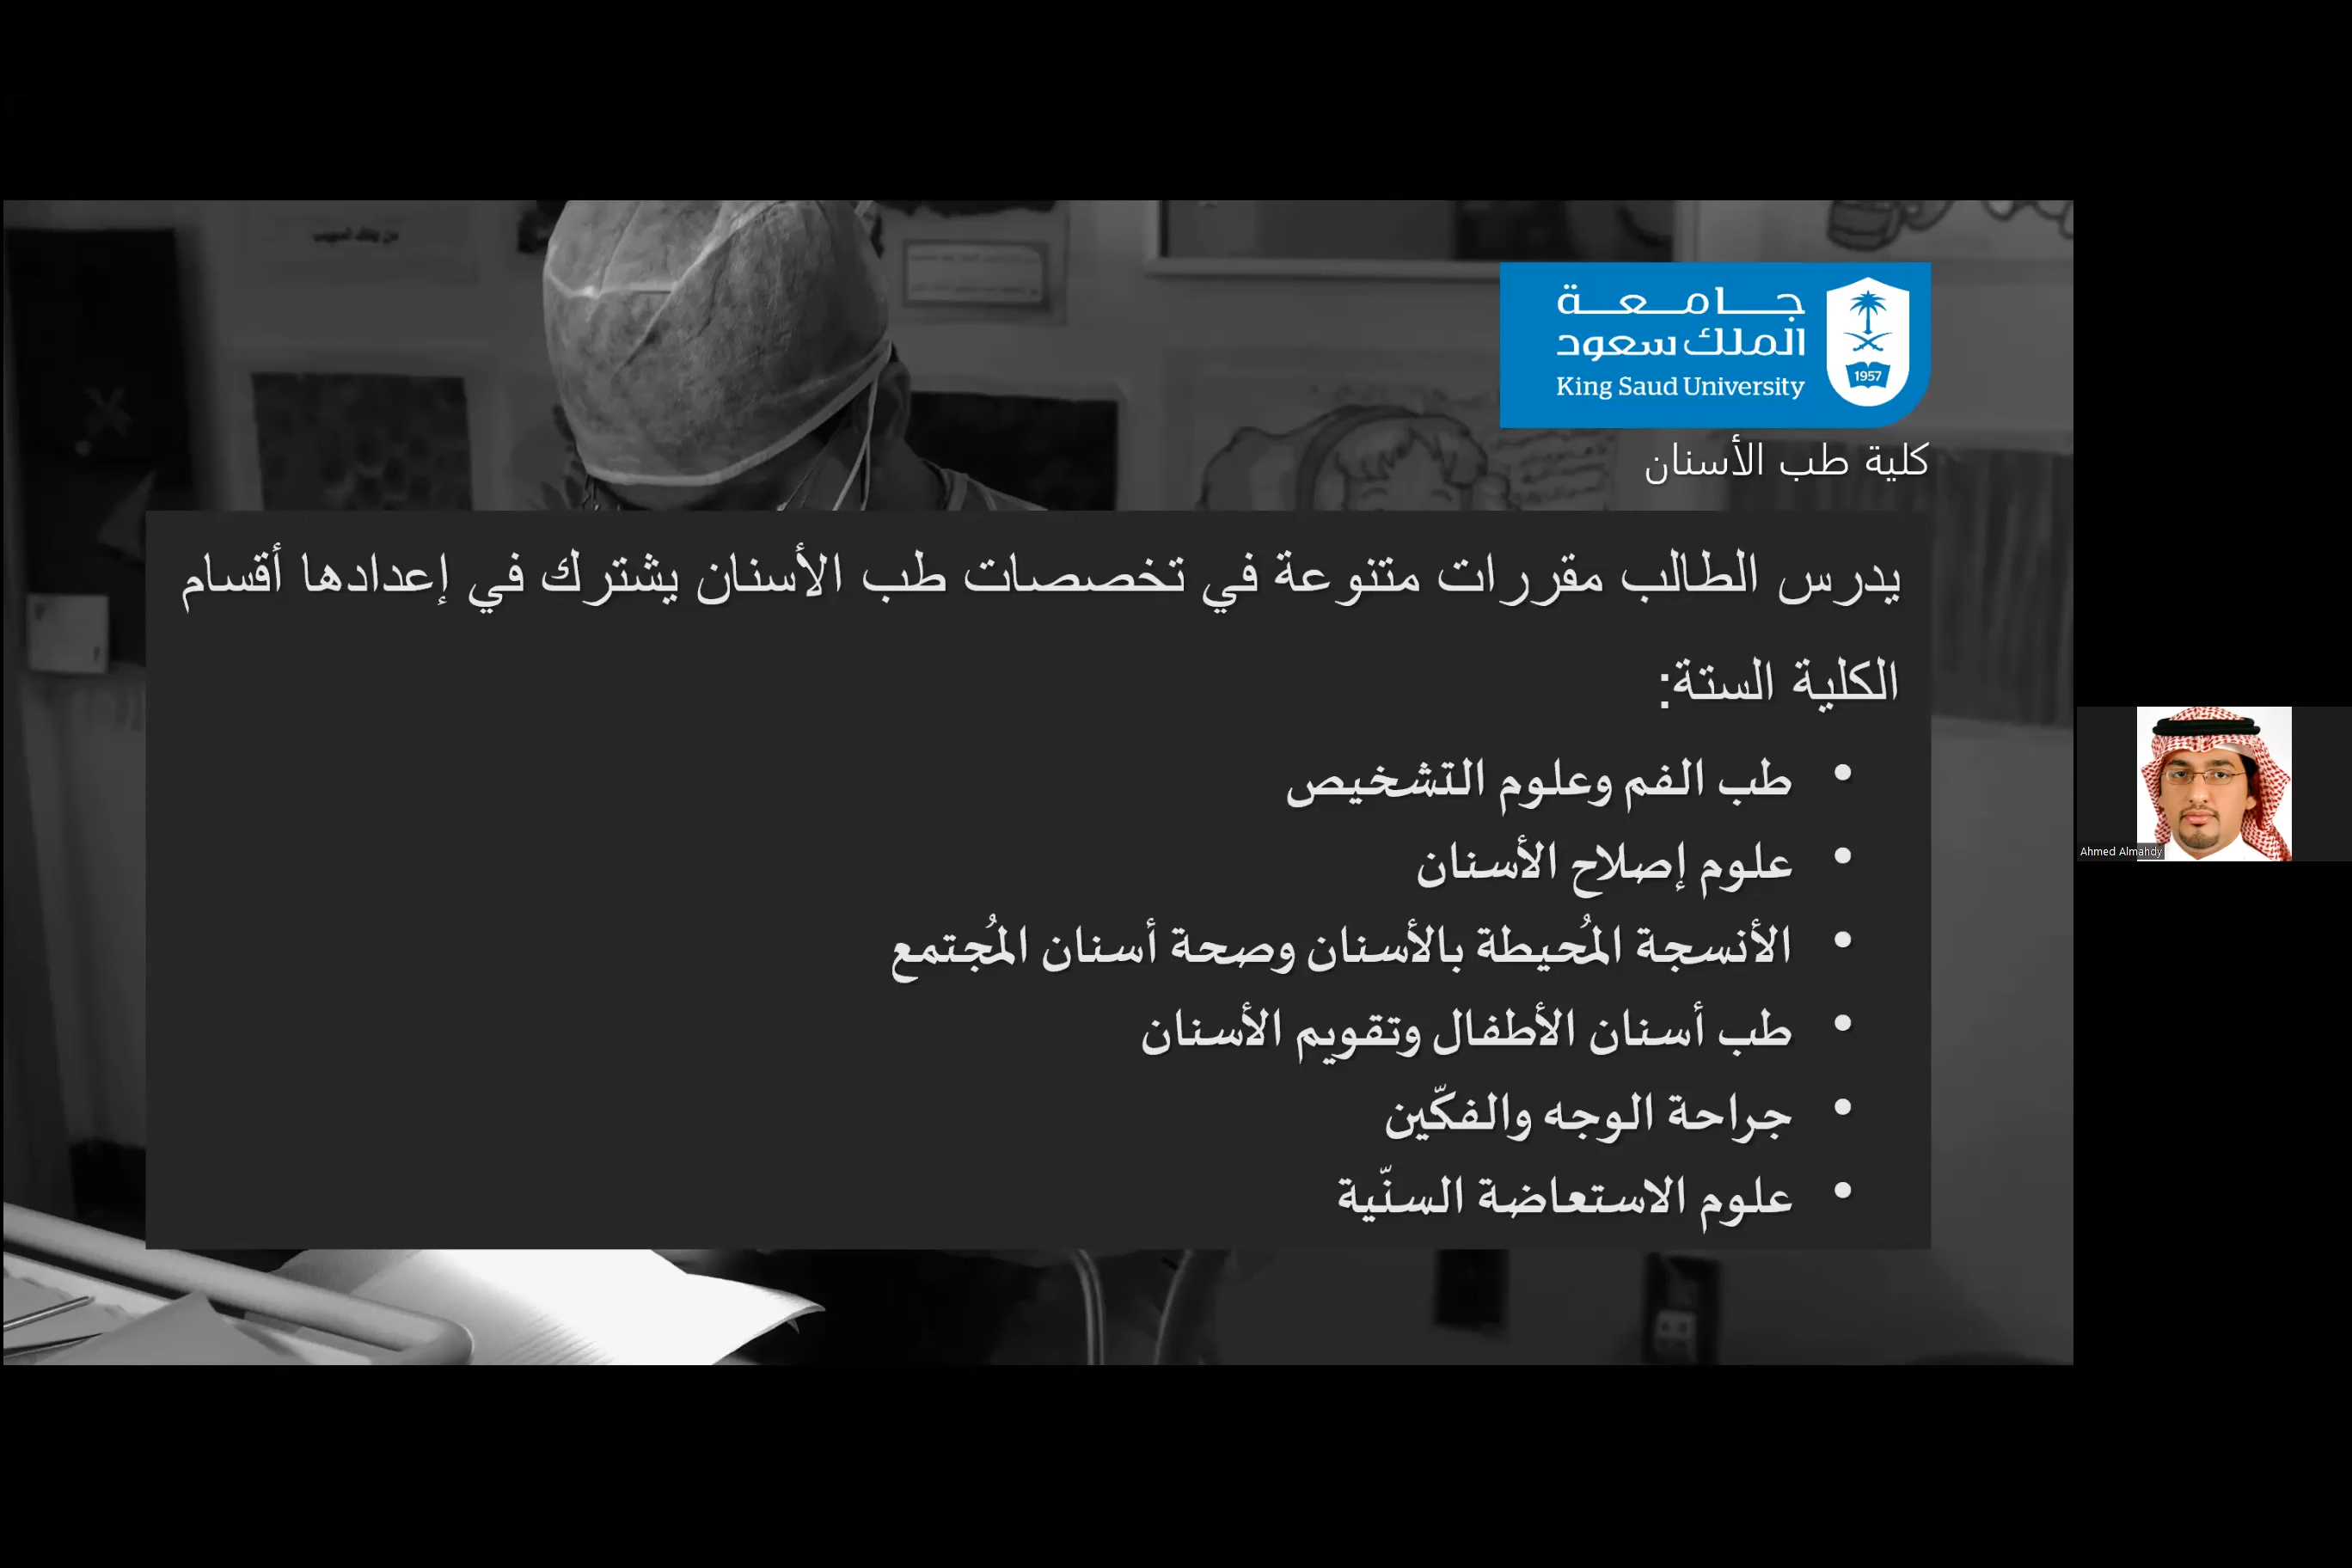 جامعة
الملك سعود
King Saud University
1957
كلية طب الأسنان
يدرس الطالب مقررات متنوعة في تخصصات طب الأسنان يشترك في إعدادها أقسام
الكلية الستة:
• طب الفم وعلوم التشخيص
• علوم إصلاح الأسنان
• الأنسجة المُحيطة بالأسنان وصحة أسنان المُجتمع
• طب أسنان الأطفال وتقويم الأسنان
• جراحة الوجه والفكّين
• علوم الاستعاضة السنّية
Ahmed Almahdy